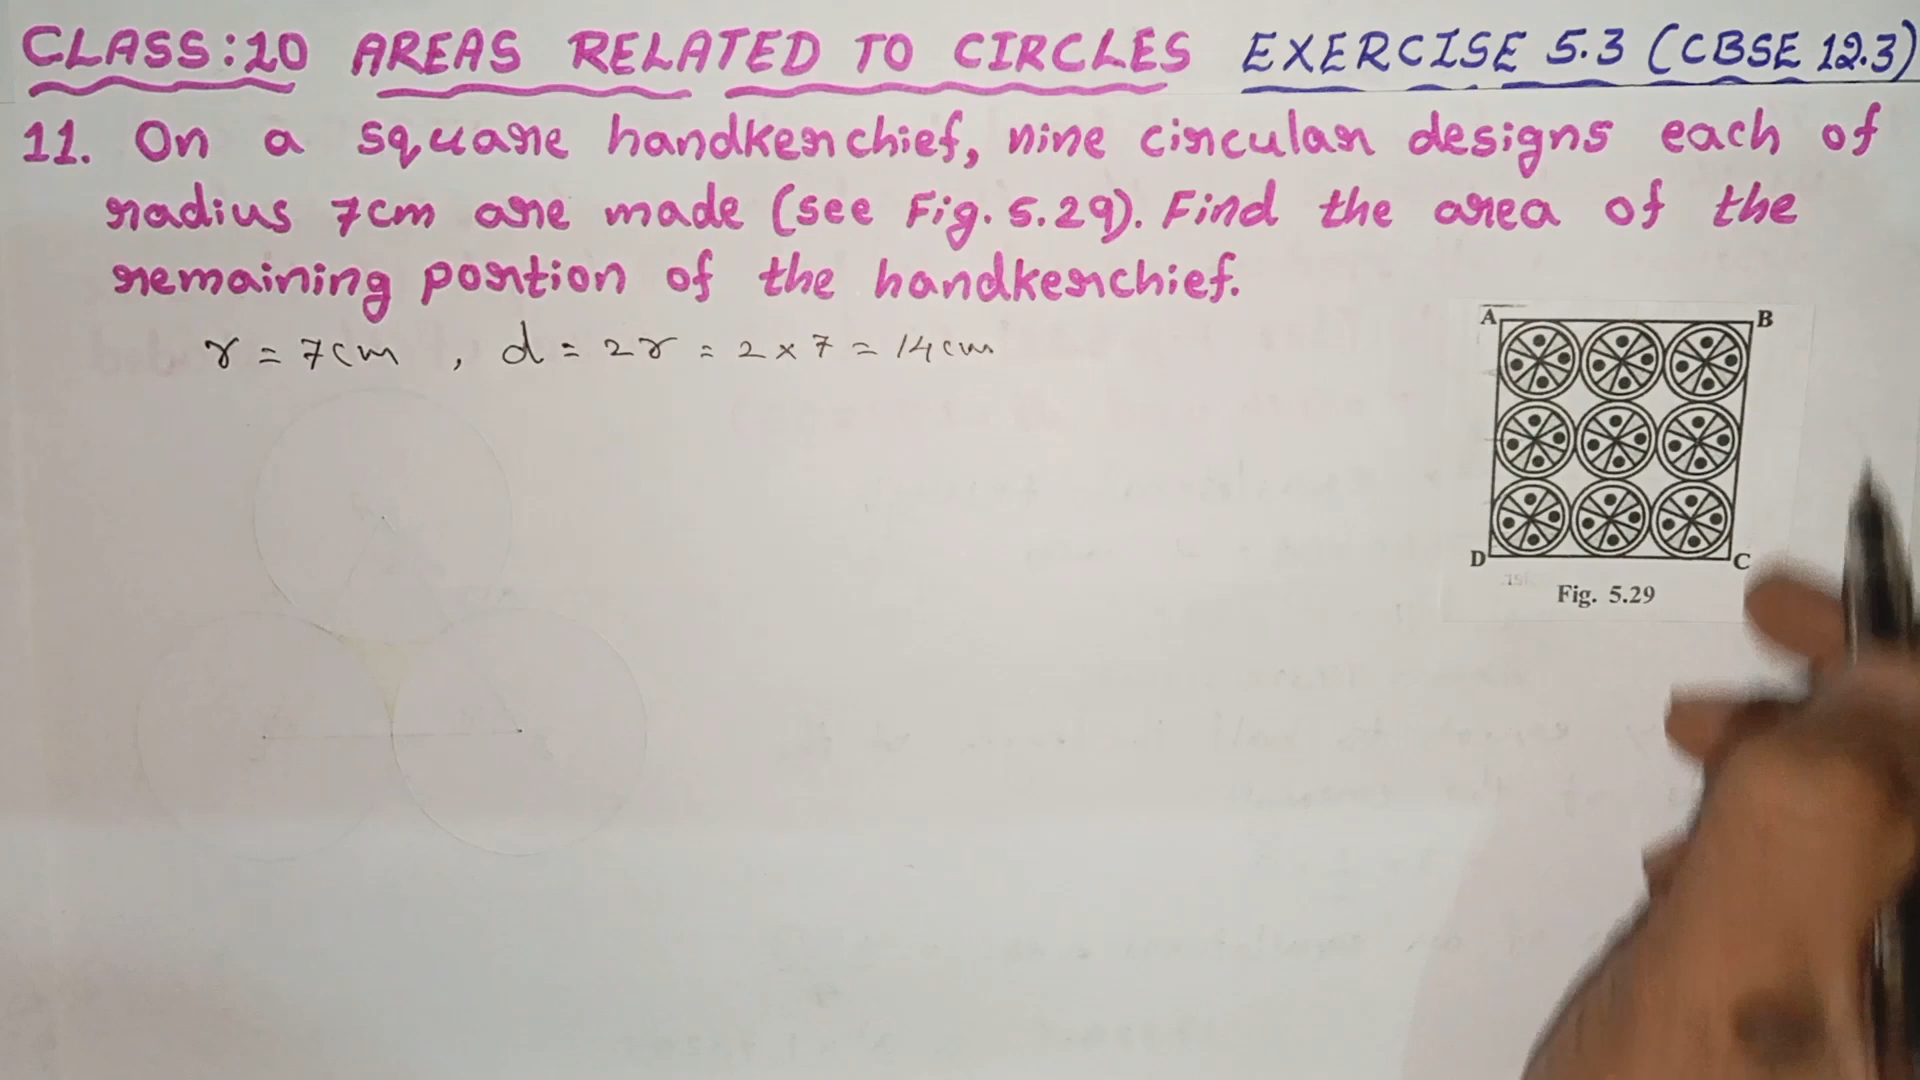 CLASS:10 AREAS RELATED TO CIRCLES EXERCISE 5.3 (CBSE 12.3)
11. On a square handkerchief, nine circular designs each of
radius 7cm are made (see Fig. 5.29). Find the area of the
remaining portion of the handkerchief.
r = 7cm , d = 2r = 2 x 7 = 14cm
A B
D C
Fig. 5.29